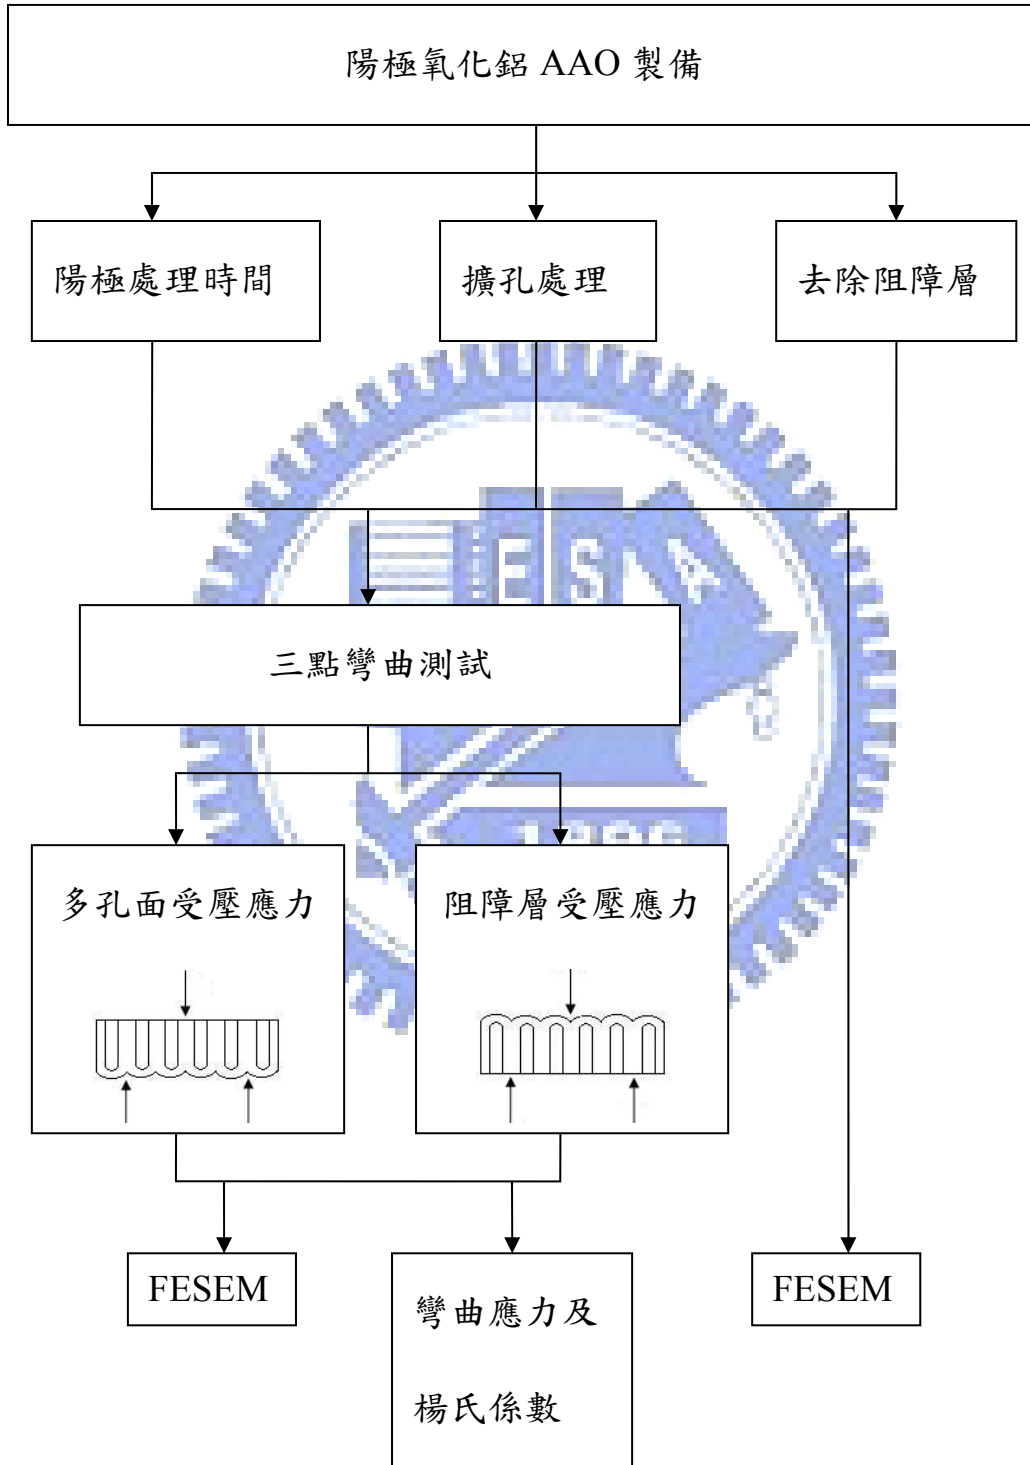 陽極氧化鋁 AAO 製備
陽極處理時間
擴孔處理
去除阻障層
E S A
三點彎曲測試
1896
多孔面受壓應力
阻障層受壓應力
FESEM
彎曲應力及
楊氏係數
FESEM